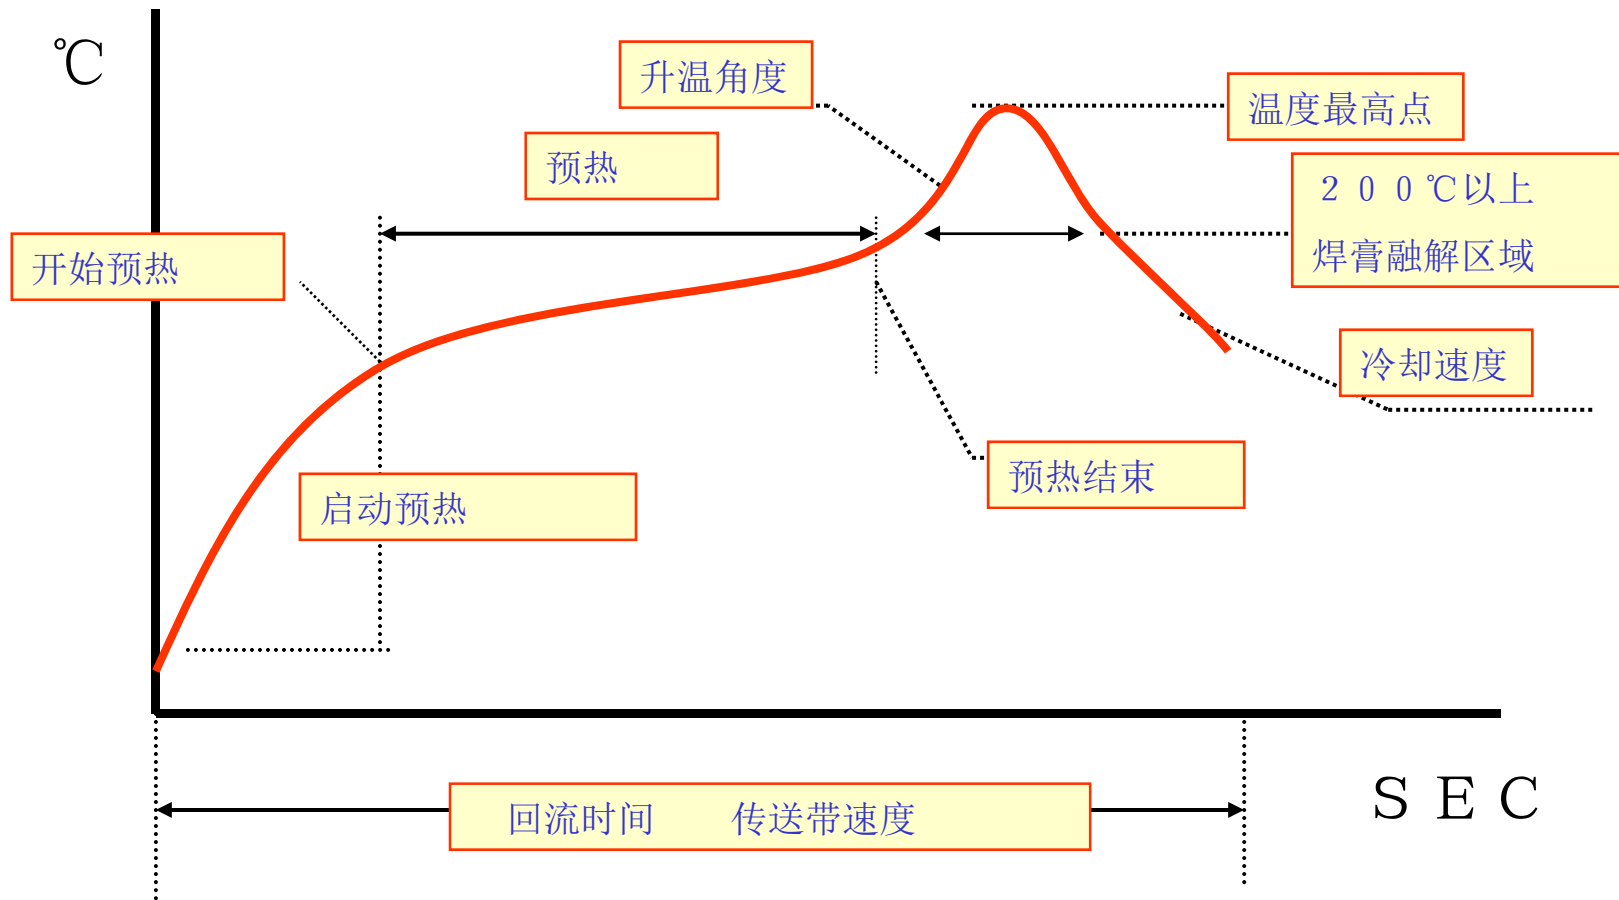 ℃
升温角度
温度最高点
预热
２００℃以上
焊膏融解区域
开始预热
冷却速度
预热结束
启动预热
回流时间 传送带速度
ＳＥＣ